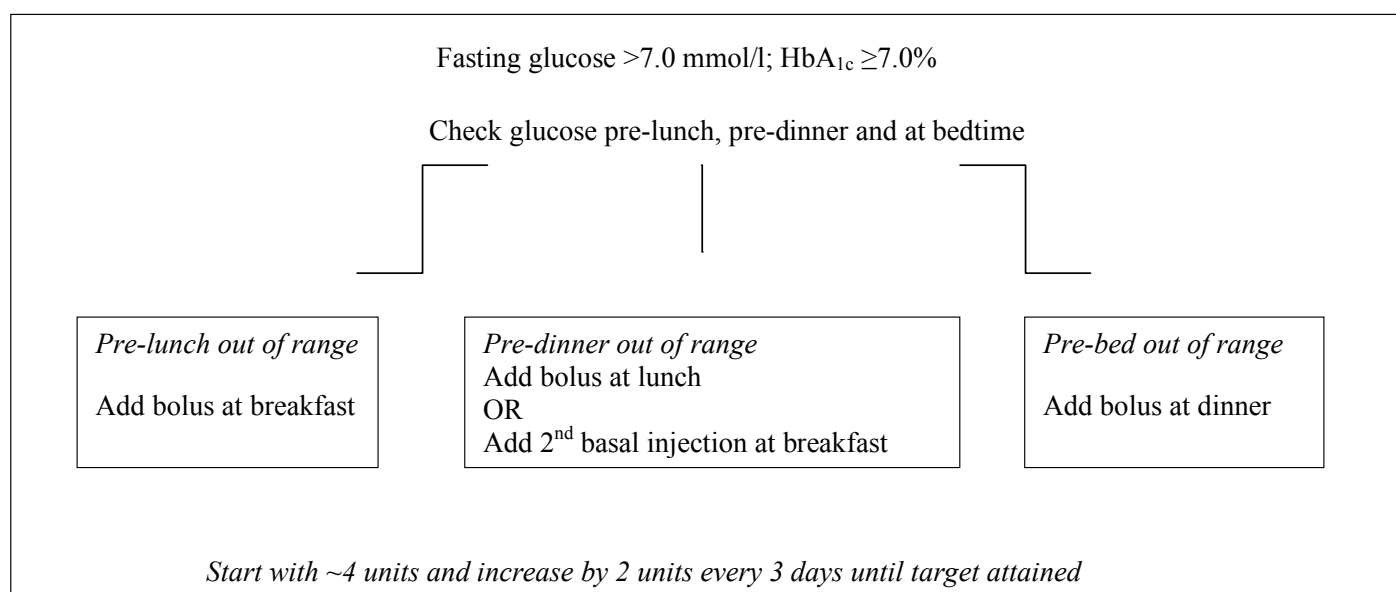 Fasting glucose >7.0 mmol/l; HbA1c ≥7.0%
Check glucose pre-lunch, pre-dinner and at bedtime
Pre-lunch out of range
Add bolus at breakfast
Pre-dinner out of range
Add bolus at lunch
OR
Add 2nd basal injection at breakfast
Pre-bed out of range
Add bolus at dinner
Start with ~4 units and increase by 2 units every 3 days until target attained